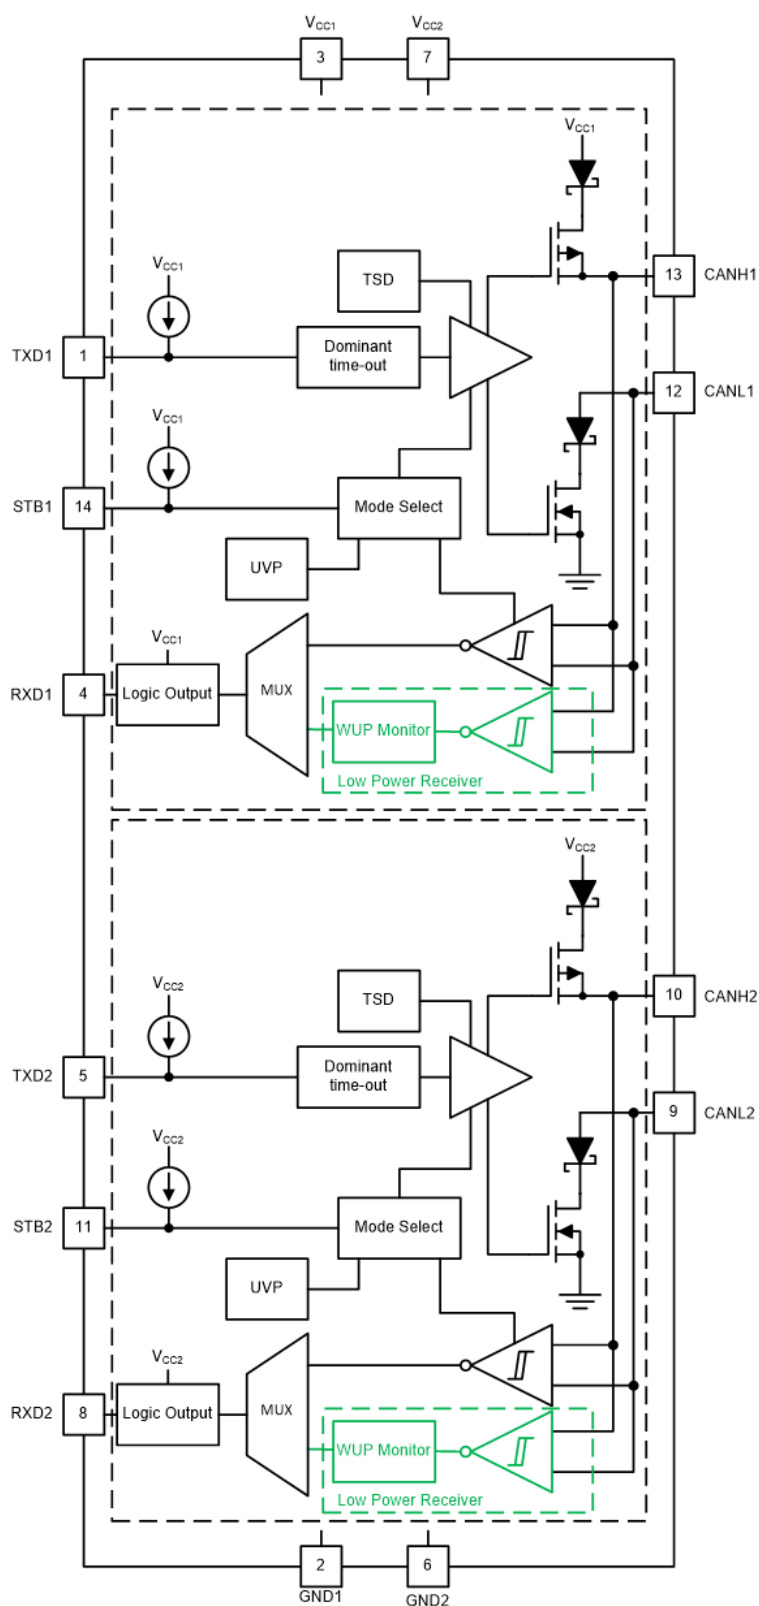 VCC1 VCC2
3 7
VCC1
VCC1
TSD
13 CANH1
TXD1 1
Dominant
time-out
12 CANL1
VCC1
STB1 14
Mode Select
UVP
VCC1
RXD1 4
Logic Output
MUX
WUP Monitor
Low Power Receiver
VCC2
VCC2
TSD
10 CANH2
TXD2 5
Dominant
time-out
9 CANL2
VCC2
STB2 11
Mode Select
UVP
VCC2
RXD2 8
Logic Output
MUX
WUP Monitor
Low Power Receiver
2 6
GND1 GND2